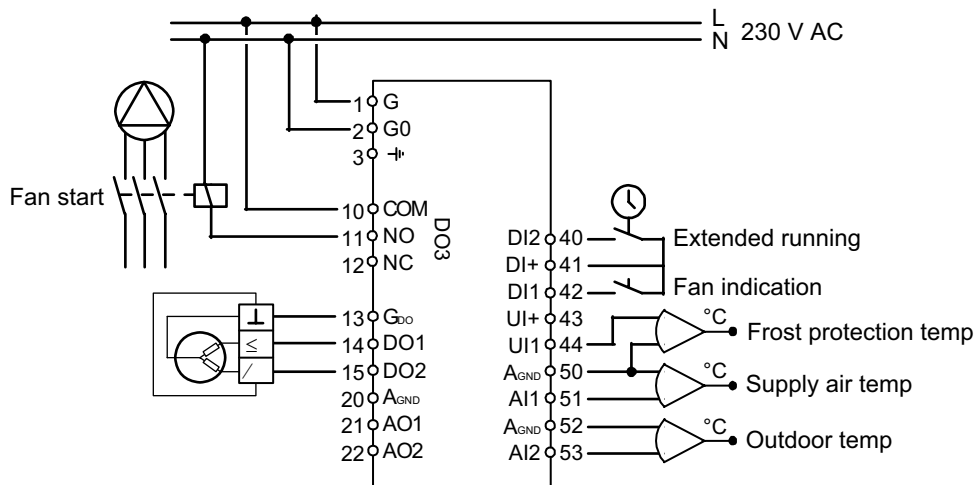 L
N 230 V AC
1 G
2 G0
3
Fan start
10 COM
11 NO
12 NC
DO3
13 GDO
14 DO1
15 DO2
20 AGND
21 AO1
22 AO2
⊥
≤
/
DI2 40 Extended running
DI+ 41
DI1 42 Fan indication
UI+ 43
UI1 44
°C
Frost protection temp
AGND 50
AI1 51
°C
Supply air temp
AGND 52
AI2 53
°C
Outdoor temp